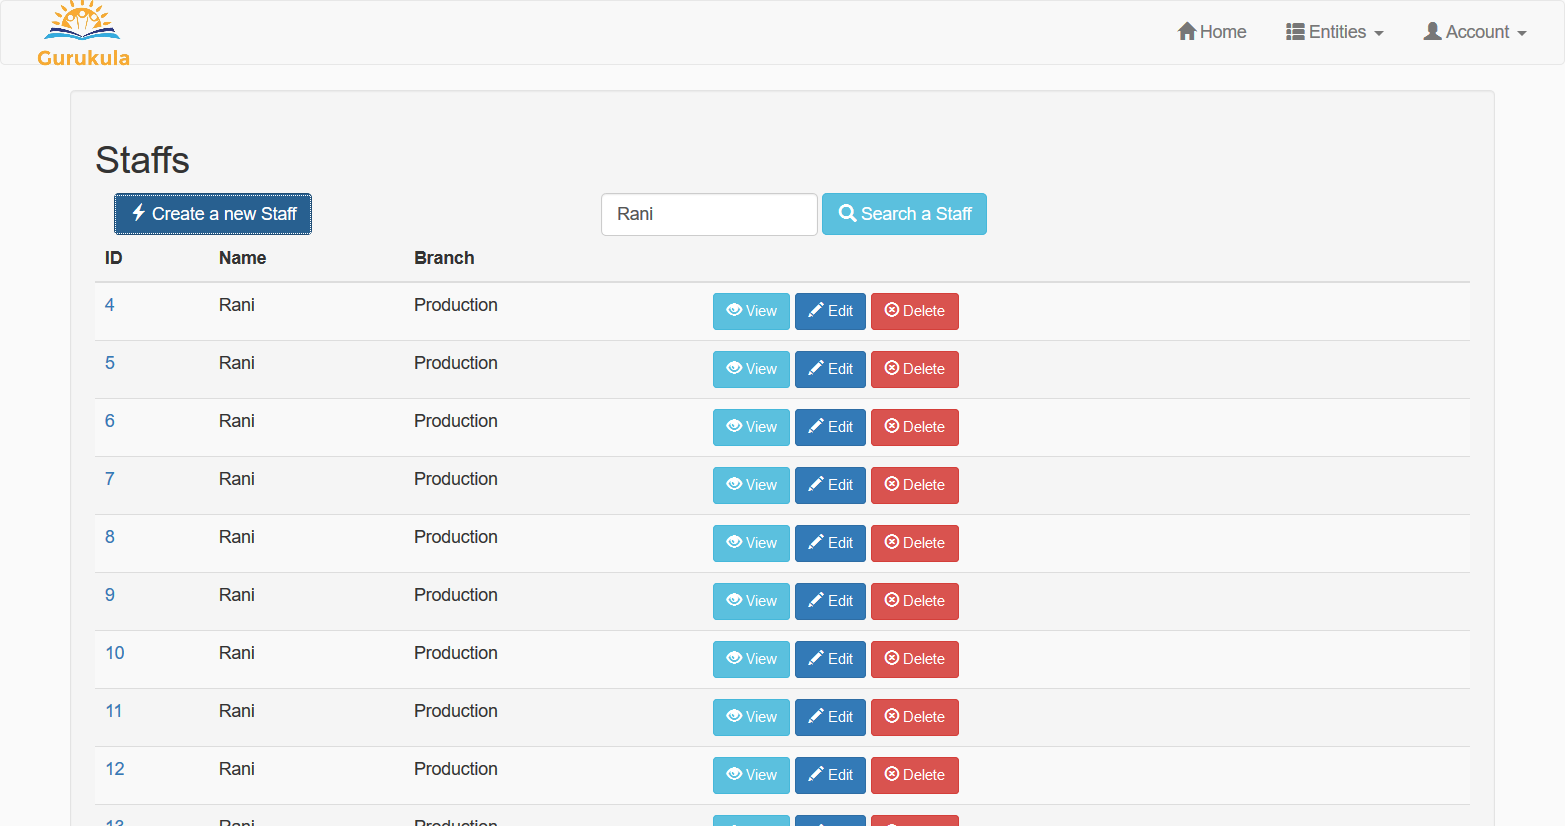 Gurukula
Home Entities Account
Staffs
Create a new Staff Rani Search a Staff
ID Name Branch
4 Rani Production View Edit Delete
5 Rani Production View Edit Delete
6 Rani Production View Edit Delete
7 Rani Production View Edit Delete
8 Rani Production View Edit Delete
9 Rani Production View Edit Delete
10 Rani Production View Edit Delete
11 Rani Production View Edit Delete
12 Rani Production View Edit Delete
13 Rani Production